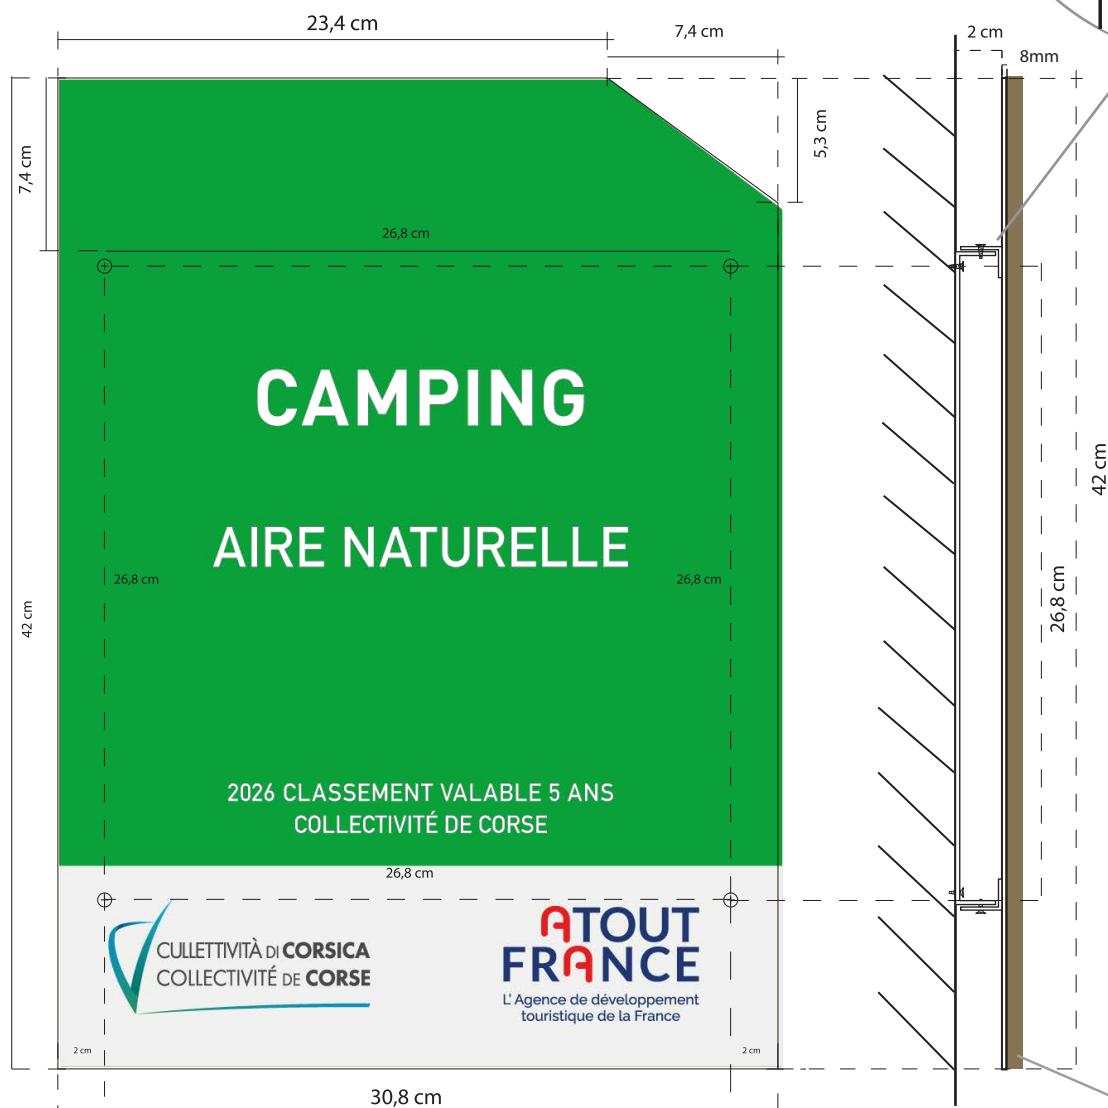 23,4 cm
7,4 cm
2 cm
8mm
7,4 cm
5,3 cm
26,8 cm
CAMPING
AIRE NATURELLE
26,8 cm
26,8 cm
42 cm
42 cm
26,8 cm
2026 CLASSEMENT VALABLE 5 ANS
COLLECTIVITÉ DE CORSE
26,8 cm
CULLETTIVITÀ DI CORSICA
COLLECTIVITÉ DE CORSE
ATOUT
FRANCE
L'Agence de développement
touristique de la France
2 cm
2 cm
30,8 cm